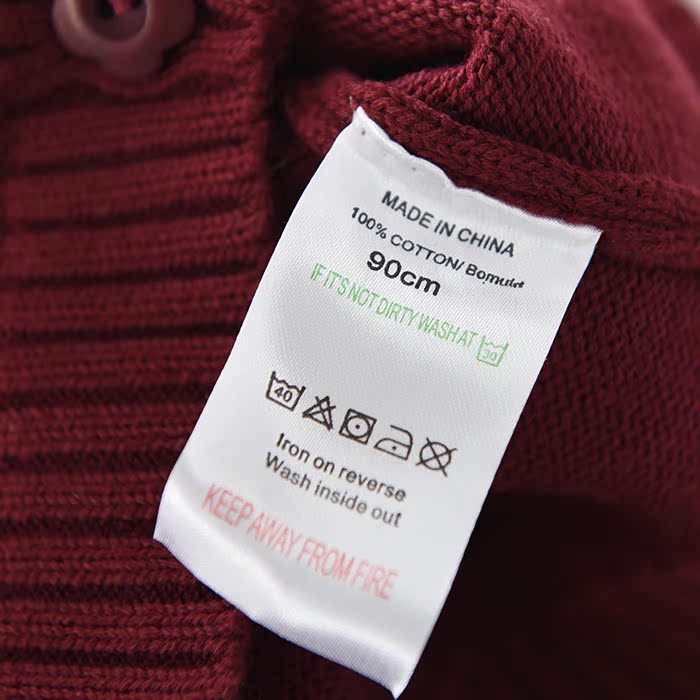 MADE IN CHINA
100% COTTON/ Bomuldt
90cm
IF IT'S NOT DIRTY WASH AT 30
40
Iron on reverse
Wash inside out
KEEP AWAY FROM FIRE